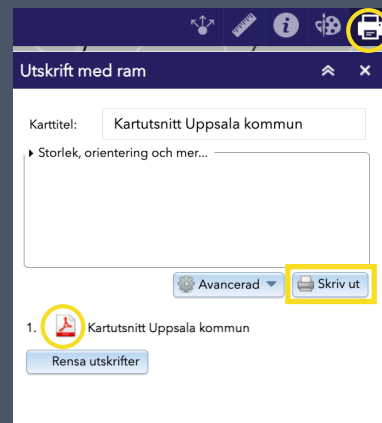 Utskrift med ram
Karttitel: Kartutsnitt Uppsala kommun
Storlek, orientering och mer...
Avancerad Skriv ut
1. Kartutsnitt Uppsala kommun
Rensa utskrifter